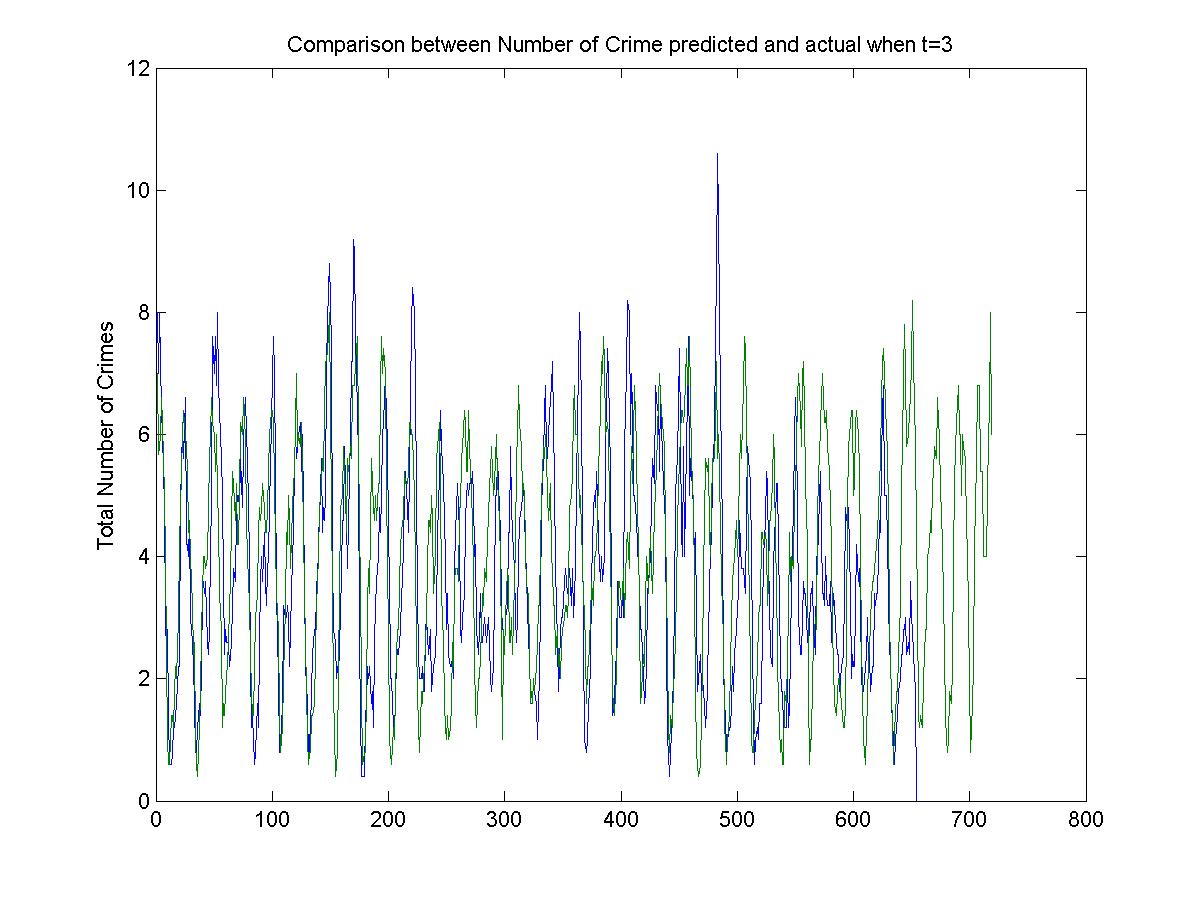 Comparison between Number of Crime predicted and actual when t=3
12
10
8
6
4
2
0
Total Number of Crimes
0 100 200 300 400 500 600 700 800